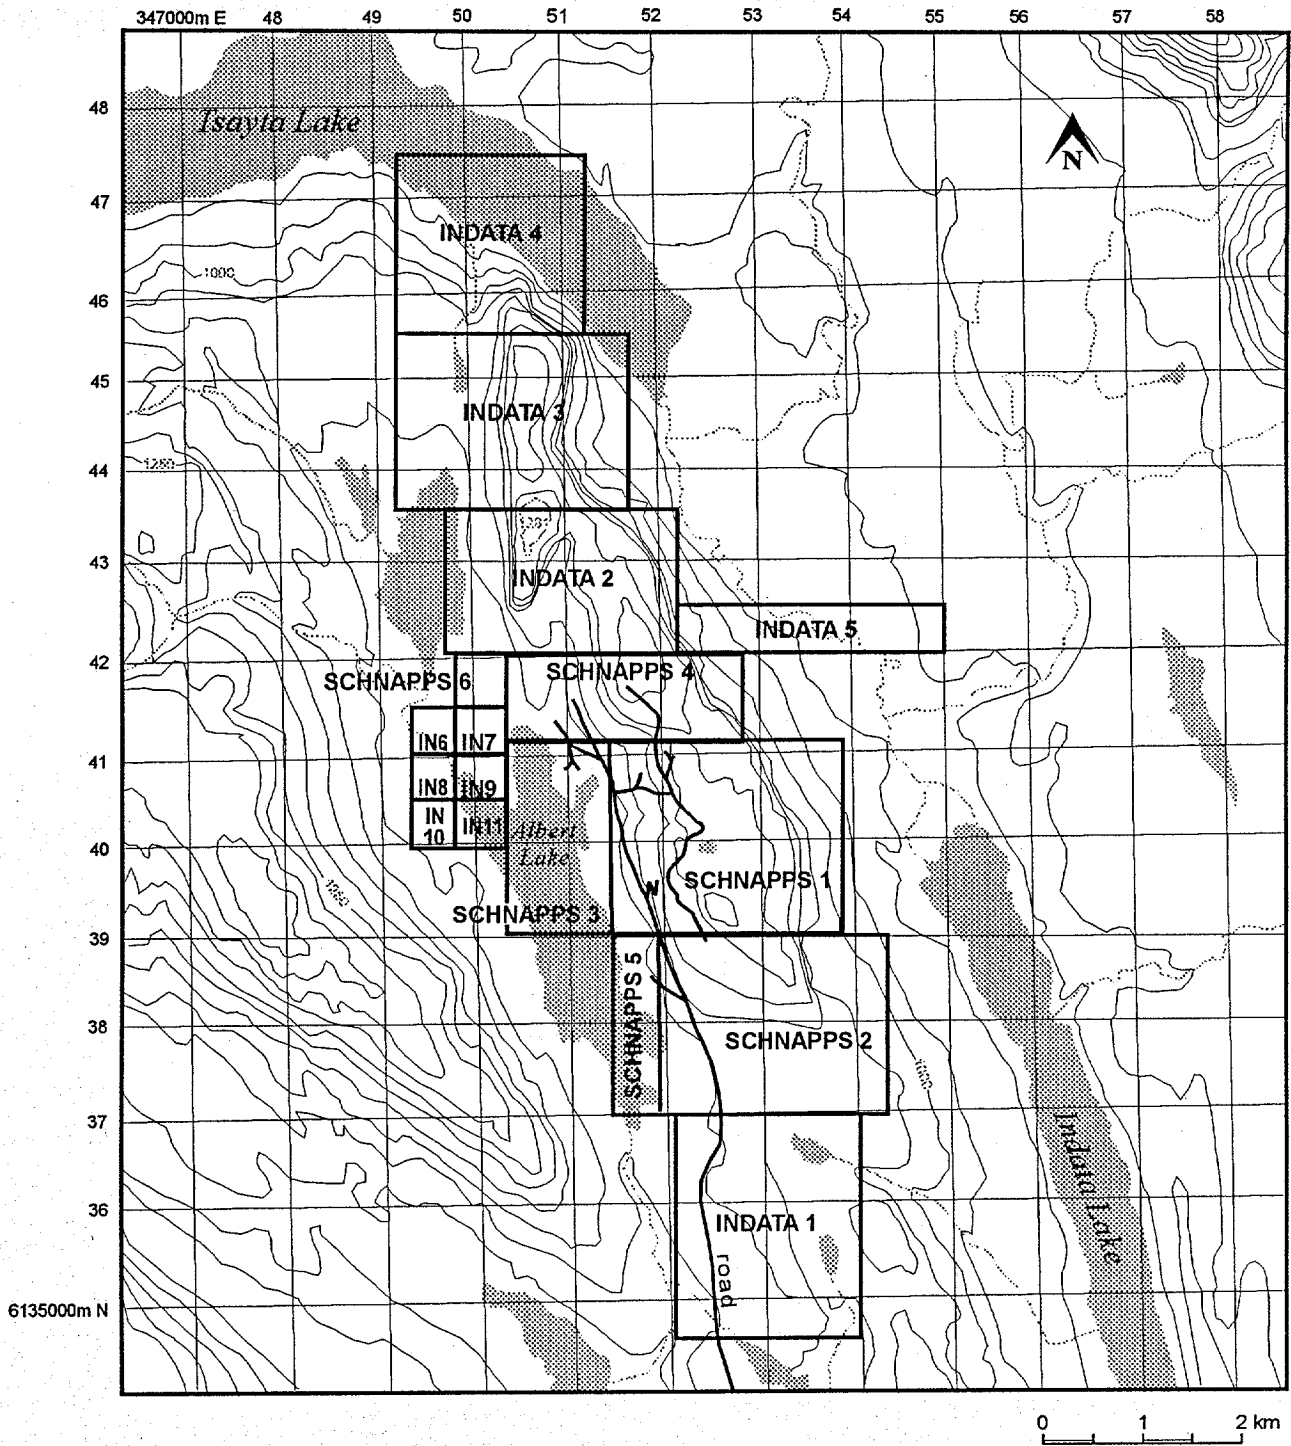 347000m E 48 49 50 51 52 53 54 55 56 57 58
48
Tsayta Lake
N
47
INDATA 4
1000
46
45
INDATA 3
1250
44
43
INDATA 2
INDATA 5
42
SCHNAPPS 4
SCHNAPPS 6
IN6 IN7
41
IN8 IN9
IN
10
IN11
Albert
Lake
40
SCHNAPPS 1
1250
SCHNAPPS 3
39
SCHNAPPS 5
38
SCHNAPPS 2
37
Indata Lake
36
INDATA 1
road
6135000m N
0 1 2 km